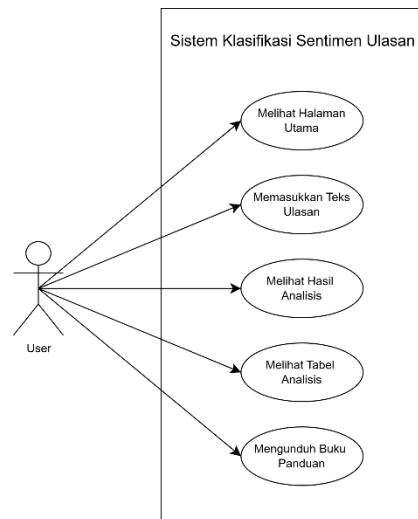 Sistem Klasifikasi Sentimen Ulasan
Melihat Halaman
Utama
Memasukkan Teks
Ulasan
Melihat Hasil
Analisis
User
Melihat Tabel
Analisis
Mengunduh Buku
Panduan